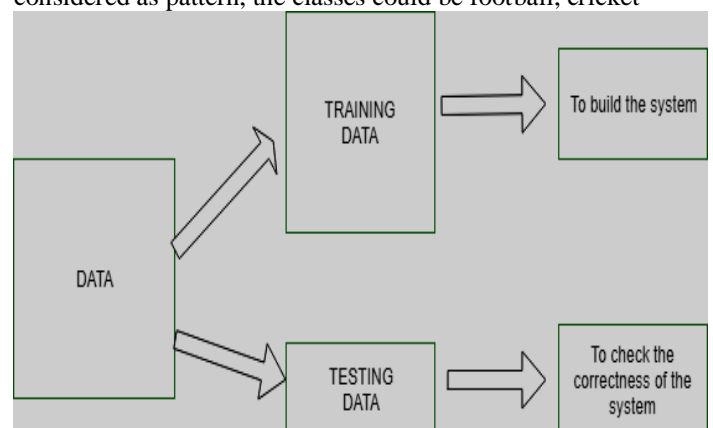 considered as pattern, the classes could be football, cricket
TRAINING
DATA
To build the system
DATA
TESTING
DATA
To check the
correctness of the
system